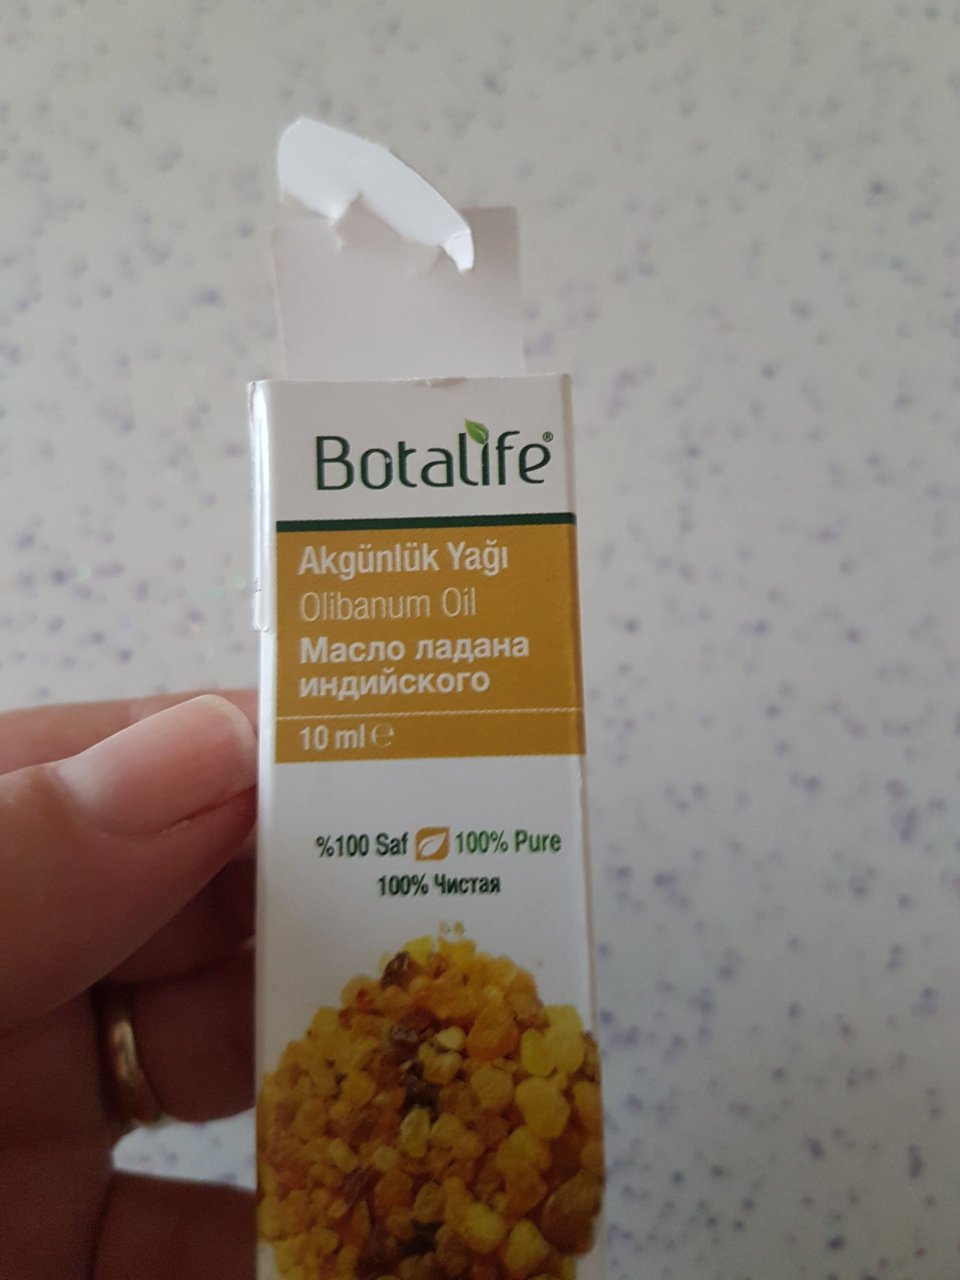 Botalife®
Akgünlük Yağı
Olibanum Oil
Масло ладана
индийского
10 ml ℮
%100 Saf 100% Pure
100% Чистая